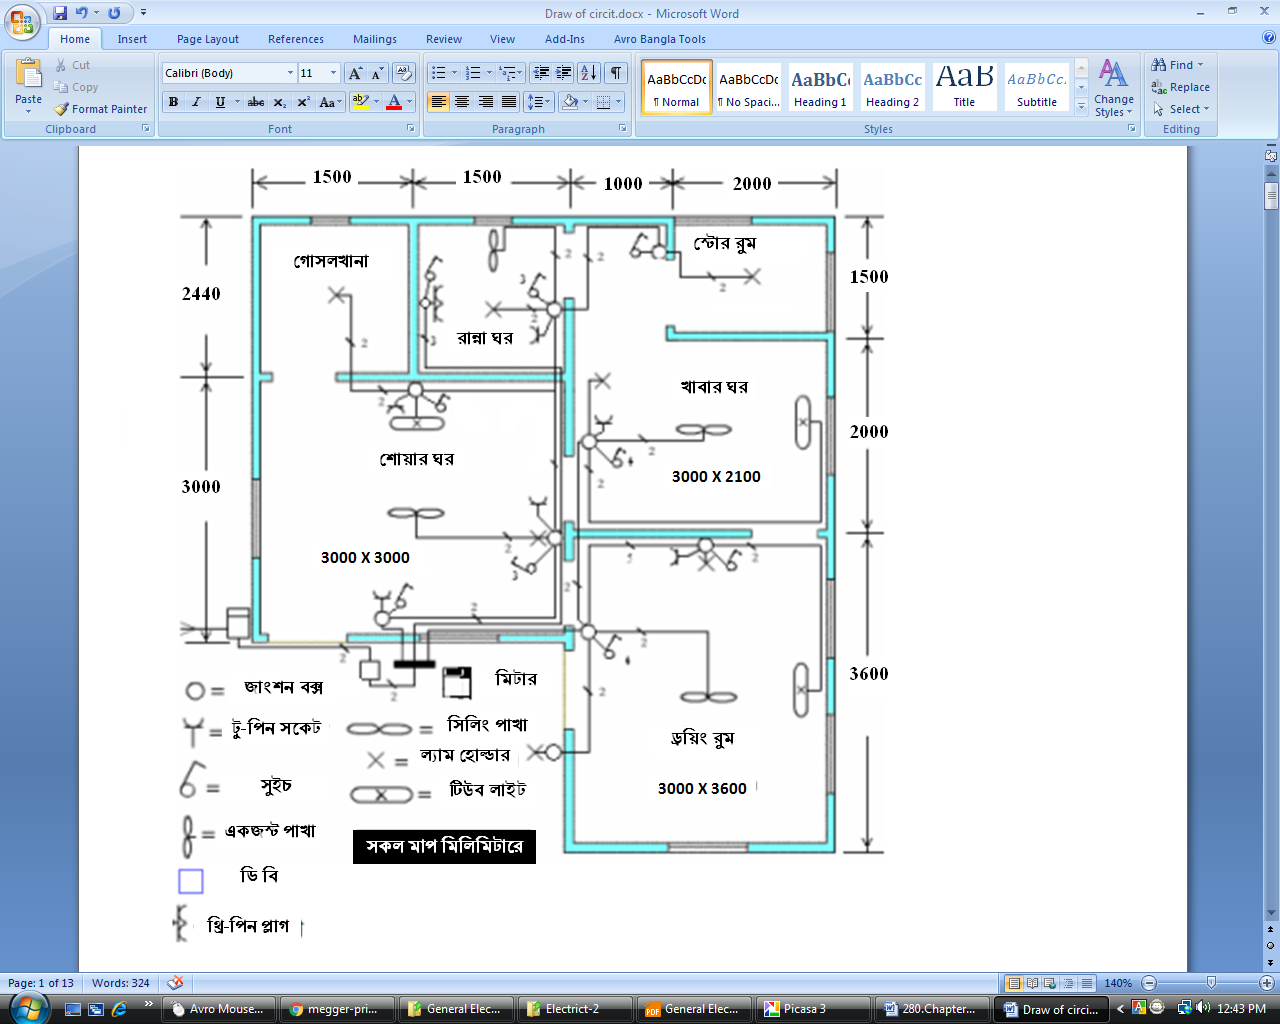 Draw of circit.docx - Microsoft Word
Home Insert Page Layout References Mailings Review View Add-Ins Avro Bangla Tools
Paste
Cut
Copy
Format Painter
Clipboard
Calibri (Body) 11
Font
Paragraph
AaBbCcDc AaBbCcDc AaBbC AaBbCc AaB AaBbCc.
¶ Normal ¶ No Spaci... Heading 1 Heading 2 Title Subtitle
Change Styles
Styles
Find
Replace
Select
Editing
1500 1500 1000 2000
2440
3000
1500
2000
3600
গোসলখানা
রান্না ঘর
স্টোর রুম
খাবার ঘর
3000 X 2100
শোয়ার ঘর
3000 X 3000
ড্রয়িং রুম
3000 X 3600
মিটার
○ = জাংশন বক্স
= টু-পিন সকেট
= সুইচ
= একজস্ট পাখা
ডি বি
থ্রি-পিন প্লাগ
= সিলিং পাখা
= ল্যাম হোল্ডার
= টিউব লাইট
সকল মাপ মিলিমিটারে
Page: 1 of 13 Words: 324 140%
Avro Mouse... megger-pri... General Elec... Electrict-2 General Elec... Picasa 3 280.Chapter... Draw of circi... 12:43 PM